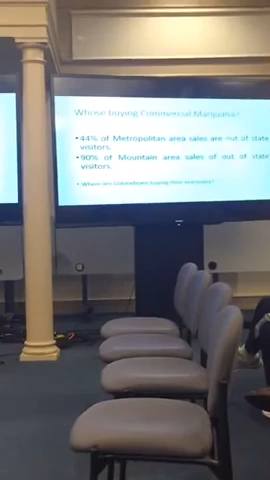 Whose buying Commercial Marijuana?
•44% of Metropolitan area sales are out of state
visitors.
•90% of Mountain area sales of out of state
visitors.
• Where are Coloradoans buying their marijuana?